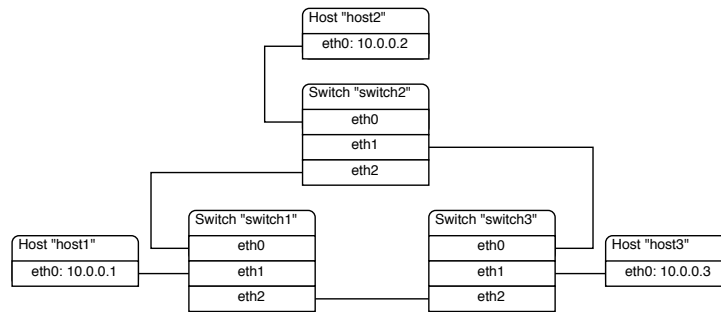 Host "host2"
eth0: 10.0.0.2
Switch "switch2"
eth0
eth1
eth2
Switch "switch1"
eth0
eth1
eth2
Switch "switch3"
eth0
eth1
eth2
Host "host1"
eth0: 10.0.0.1
Host "host3"
eth0: 10.0.0.3